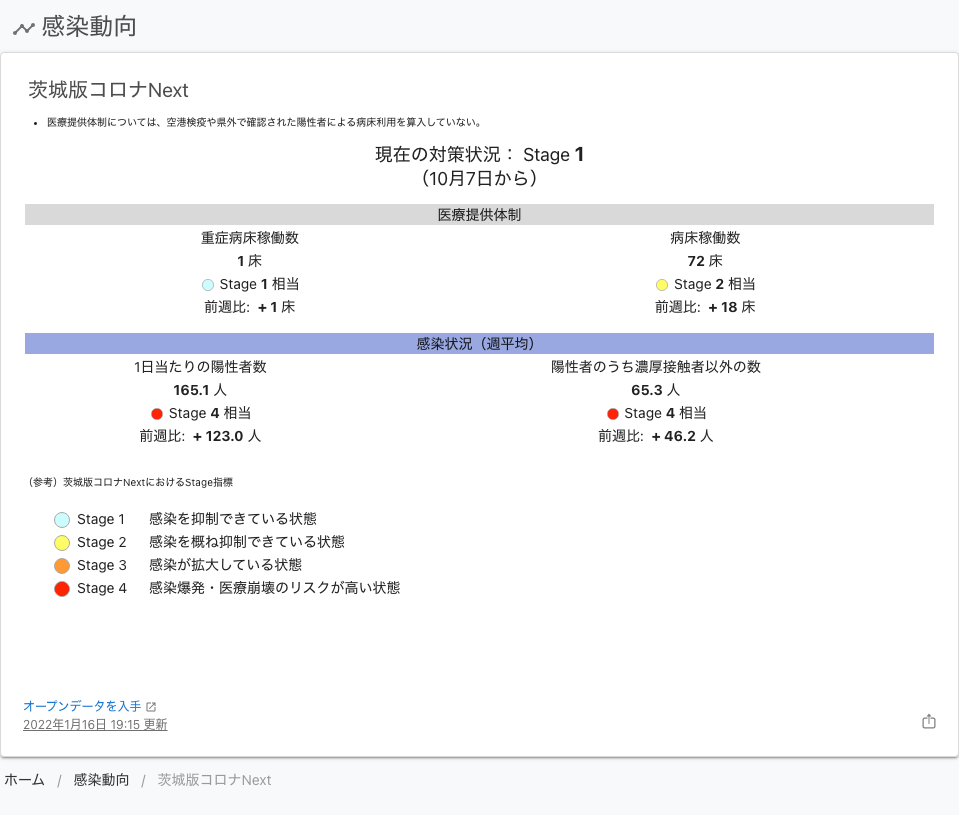 感染動向
茨城版コロナNext
• 医療提供体制については、空港検疫や県外で確認された陽性者による病床利用を算入していない。
現在の対策状況： Stage 1
（10月7日から）
医療提供体制
重症病床稼働数 病床稼働数
1 床 72 床
Stage 1 相当 Stage 2 相当
前週比: ＋1 床 前週比: ＋18 床
感染状況（週平均）
1日当たりの陽性者数 陽性者のうち濃厚接触者以外の数
165.1 人 65.3 人
Stage 4 相当 Stage 4 相当
前週比: ＋123.0 人 前週比: ＋46.2 人
（参考）茨城版コロナNextにおけるStage指標
Stage 1 感染を抑制できている状態
Stage 2 感染を概ね抑制できている状態
Stage 3 感染が拡大している状態
Stage 4 感染爆発・医療崩壊のリスクが高い状態
オープンデータを入手
2022年1月16日 19:15 更新
ホーム / 感染動向 / 茨城版コロナNext